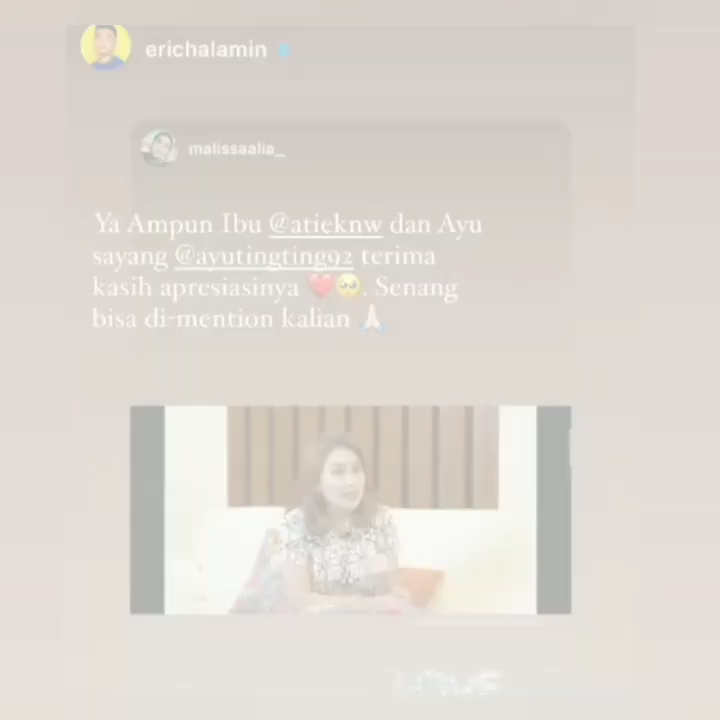 erichalamin
malissaalia_
Ya Ampun Ibu @atieknw dan Ayu
sayang @ayutingting92 terima
kasih apresiasinya ❤️🥺. Senang
bisa di-mention kalian 🙏🏻